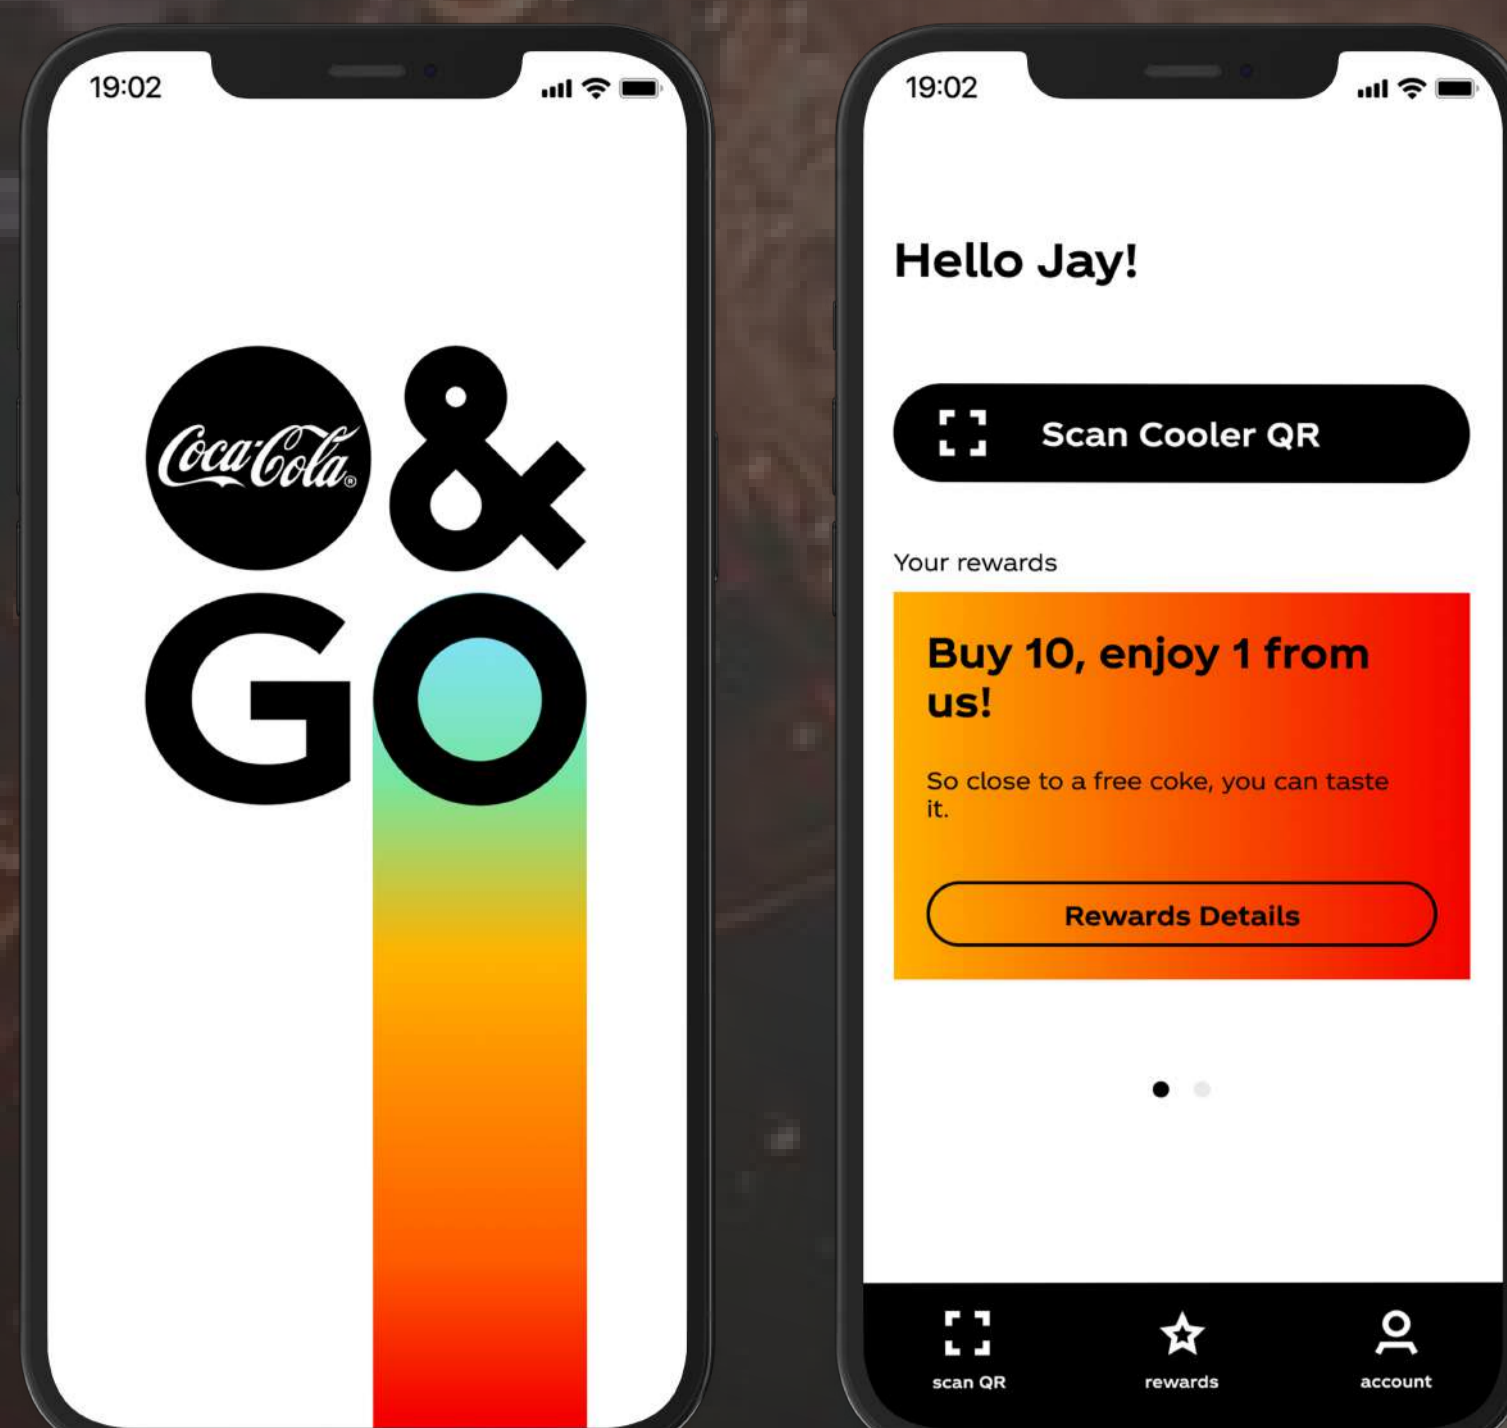 19:02
Coca-Cola®
&
GO
19:02
Hello Jay!
Scan Cooler QR
Your rewards
Buy 10, enjoy 1 from
us!
So close to a free coke, you can taste
it.
Rewards Details
scan QR
rewards
account